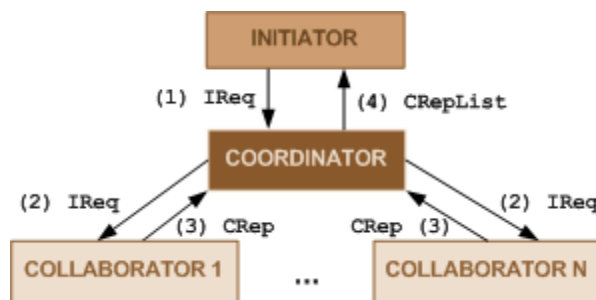 INITIATOR
(1) IReq
(4) CRepList
COORDINATOR
(2) IReq
(2) IReq
(3) CRep
CRep (3)
COLLABORATOR 1
...
COLLABORATOR N